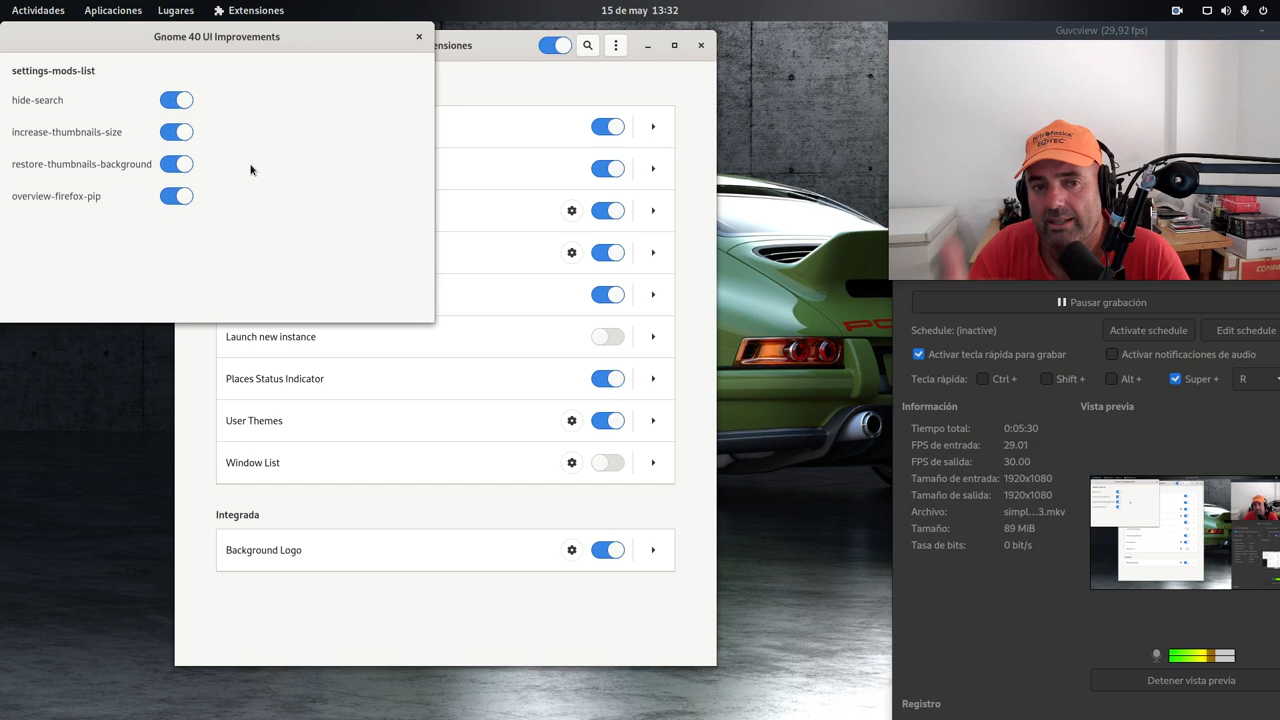 Actividades Aplicaciones Lugares Extensiones 15 de may 13:32
Gnome 40 UI Improvements
settings-mods-list
hide-search
increase-thumbnails-size
restore-thumbnails-background
overview-firefox-pip
ensiones
Launch new instance
Places Status Indicator
User Themes
Window List
Integrada
Background Logo
Guvcview (29,92 fps)
Pausar grabación
Schedule: (inactive) Activate schedule Edit schedule
Activar tecla rápida para grabar Activar notificaciones de audio
Tecla rápida: Ctrl + Shift + Alt + Super + R
Información Vista previa
Tiempo total: 0:05:30
FPS de entrada: 29.01
FPS de salida: 30.00
Tamaño de entrada: 1920x1080
Tamaño de salida: 1920x1080
Archivo: simpl...3.mkv
Tamaño: 89 MiB
Tasa de bits: 0 bit/s
Detener vista previa
Registro